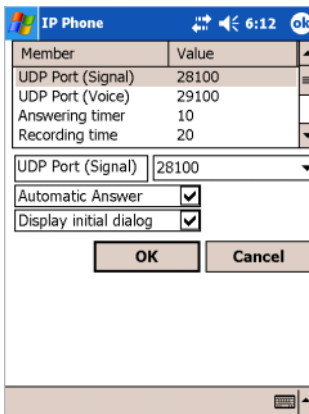 IP Phone 6:12 ok
Member Value
UDP Port (Signal) 28100
UDP Port (Voice) 29100
Answering timer 10
Recording time 20
UDP Port (Signal) 28100
Automatic Answer
Display initial dialog
OK Cancel